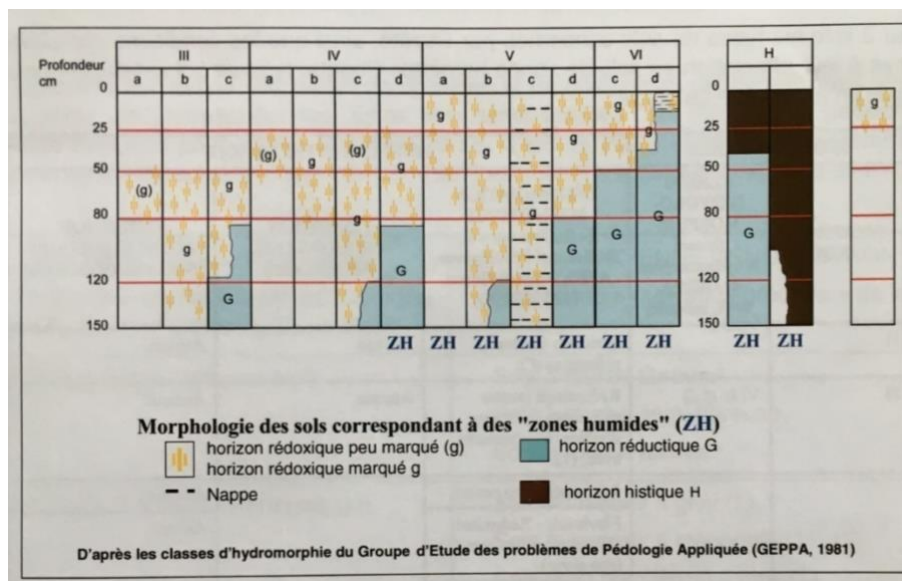 III IV V VI H
Profondeur
cm
a b c a b c d a b c d c d
0 0
25 25
50 50
80 80
120 120
150 150
(g) g g G (g) g (g) g g G g g g g G g G g G G g
ZH ZH ZH ZH ZH ZH ZH ZH ZH
Morphologie des sols correspondant à des "zones humides" (ZH)
horizon rédoxique peu marqué (g) horizon réductique G
horizon rédoxique marqué g
Nappe horizon histique H
D'après les classes d'hydromorphie du Groupe d'Etude des problèmes de Pédologie Appliquée (GEPPA, 1981)